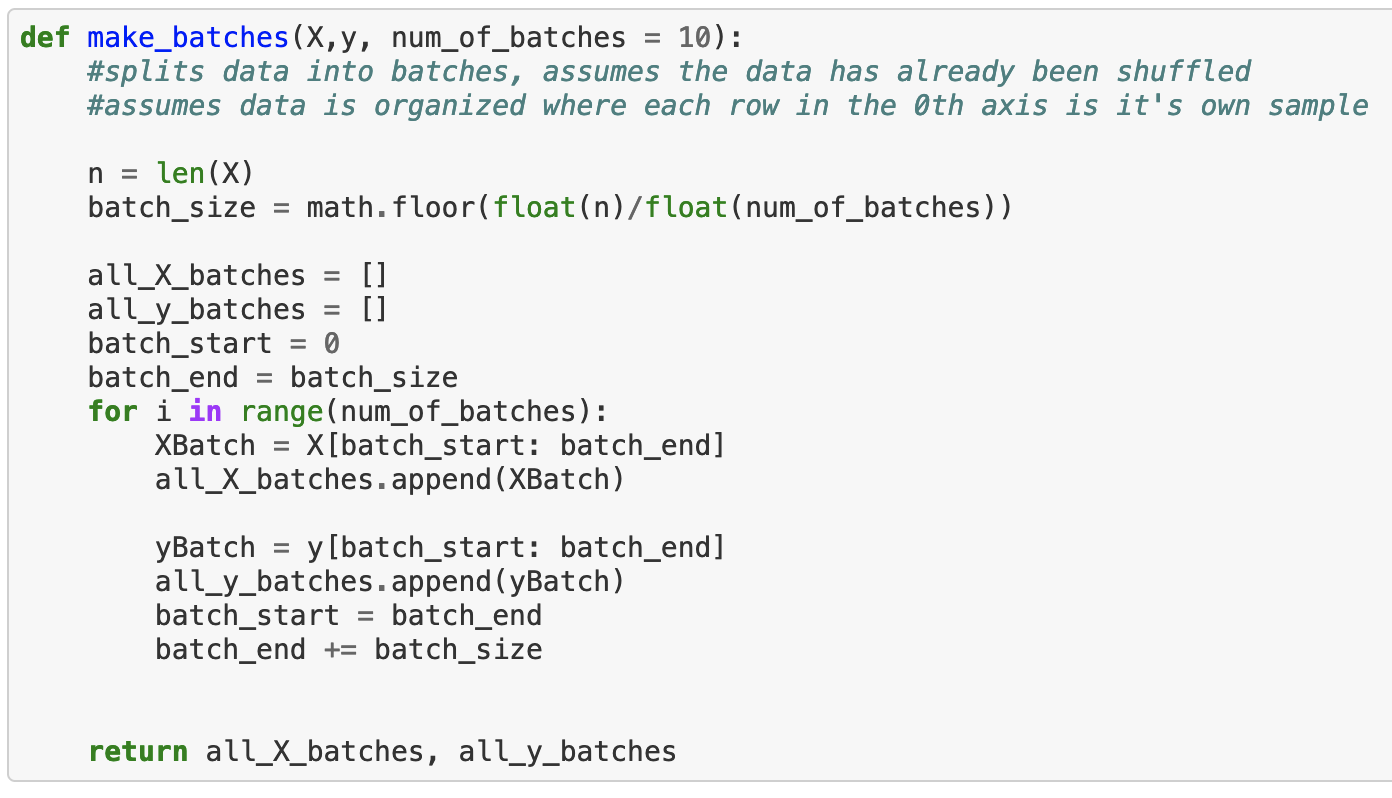 def make_batches(X,y, num_of_batches = 10):
    #splits data into batches, assumes the data has already been shuffled
    #assumes data is organized where each row in the 0th axis is it's own sample

    n = len(X)
    batch_size = math.floor(float(n)/float(num_of_batches))

    all_X_batches = []
    all_y_batches = []
    batch_start = 0
    batch_end = batch_size
    for i in range(num_of_batches):
        XBatch = X[batch_start: batch_end]
        all_X_batches.append(XBatch)

        yBatch = y[batch_start: batch_end]
        all_y_batches.append(yBatch)
        batch_start = batch_end
        batch_end += batch_size


    return all_X_batches, all_y_batches